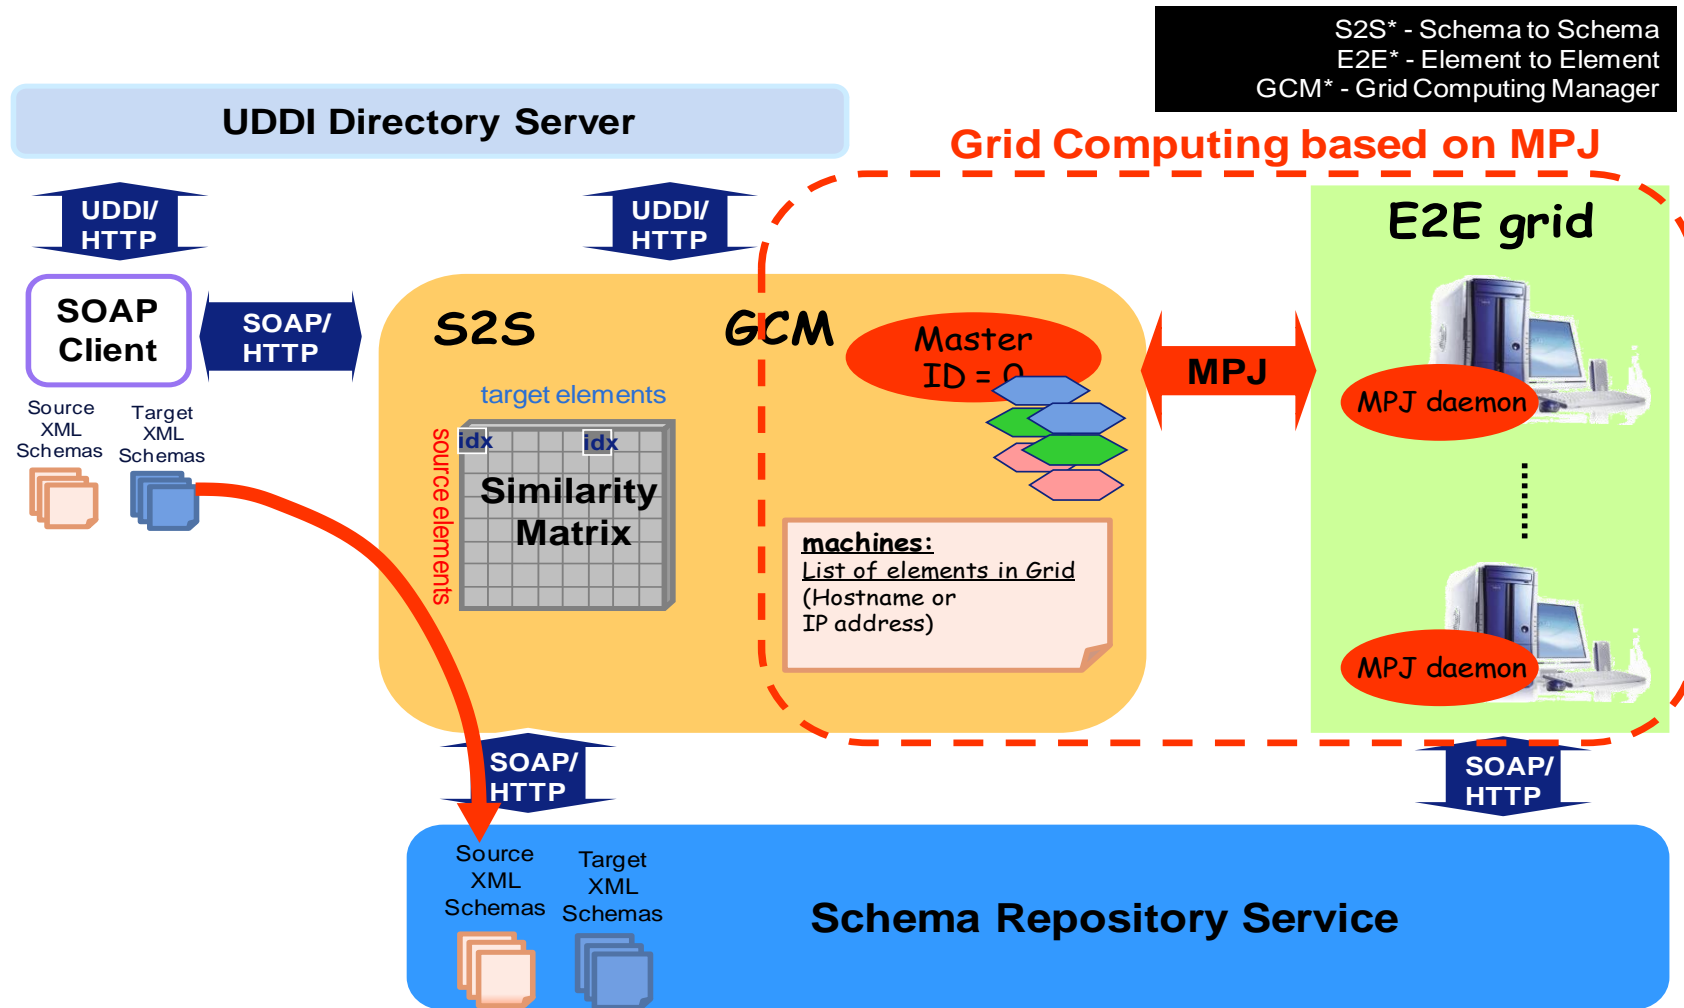 S2S* - Schema to Schema
E2E* - Element to Element
GCM* - Grid Computing Manager
UDDI Directory Server
Grid Computing based on MPJ
UDDI/
HTTP
UDDI/
HTTP
E2E grid
SOAP
Client
SOAP/
HTTP
S2S
GCM
Master
ID = 0
MPJ
MPJ daemon
Source
XML
Schemas
Target
XML
Schemas
target elements
source elements
idx
idx
Similarity
Matrix
machines:
List of elements in Grid
(Hostname or
IP address)
MPJ daemon
SOAP/
HTTP
SOAP/
HTTP
Source
XML
Schemas
Target
XML
Schemas
Schema Repository Service